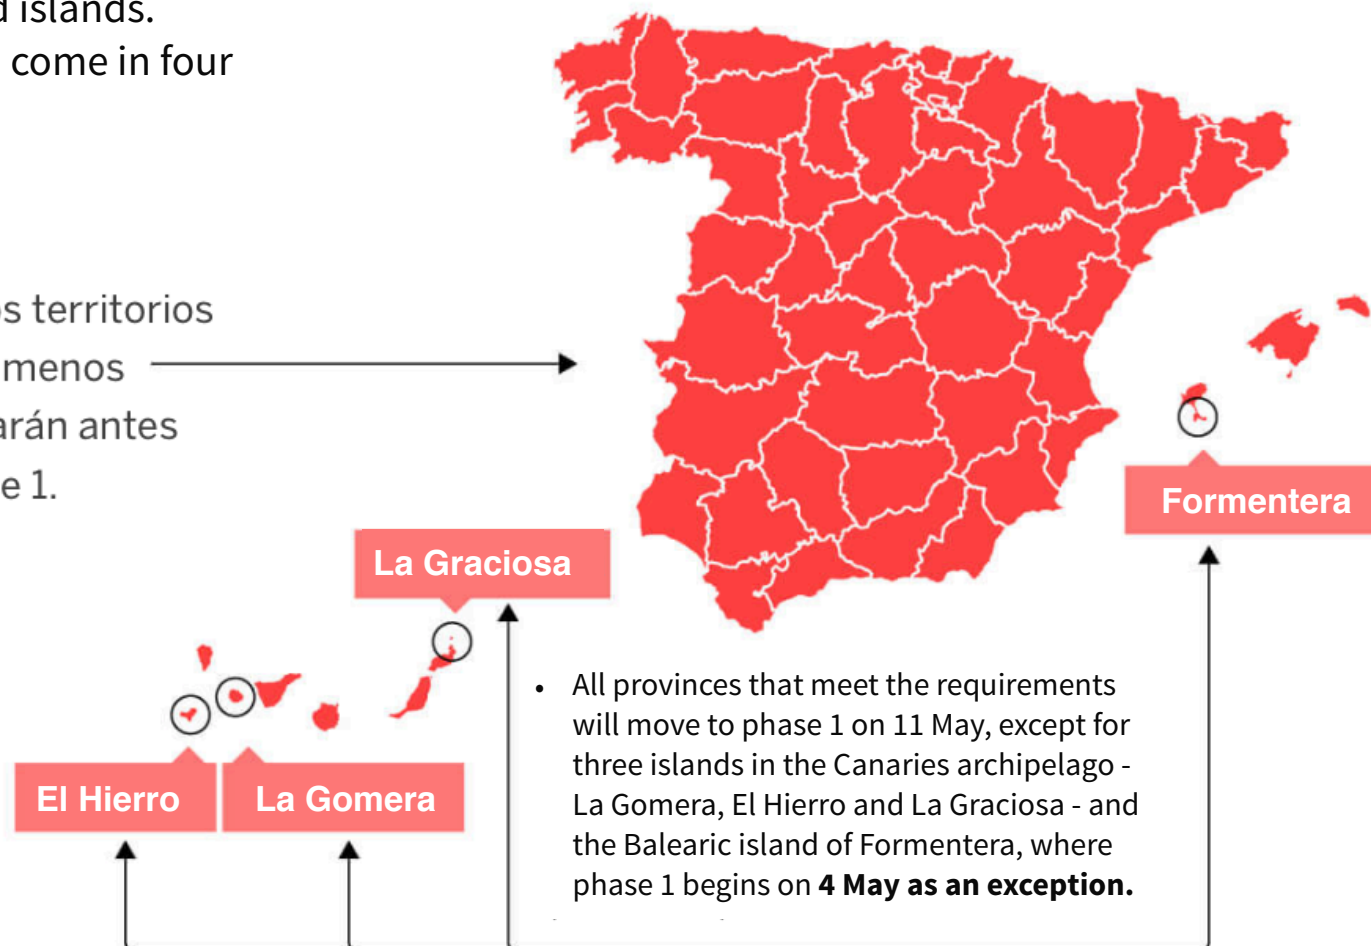 d islands.
come in four
s territorios
menos
arán antes
e 1.
Formentera
La Graciosa
El Hierro
La Gomera
• All provinces that meet the requirements
will move to phase 1 on 11 May, except for
three islands in the Canaries archipelago -
La Gomera, El Hierro and La Graciosa - and
the Balearic island of Formentera, where
phase 1 begins on 4 May as an exception.